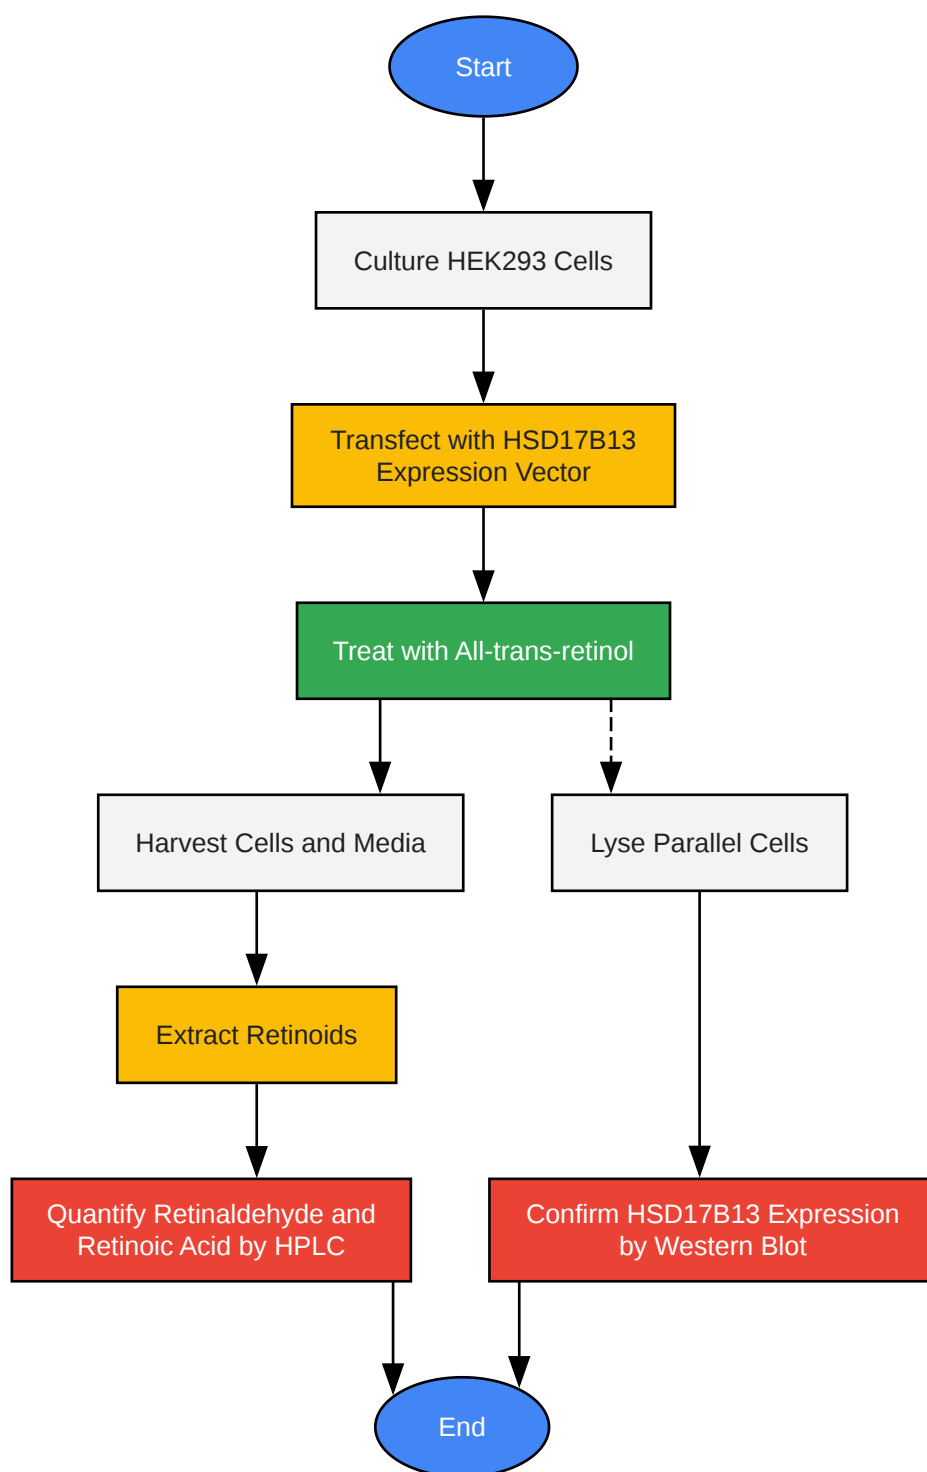 Start
Culture HEK293 Cells
Transfect with HSD17B13
Expression Vector
Treat with All-trans-retinol
Harvest Cells and Media
Lyse Parallel Cells
Extract Retinoids
Quantify Retinaldehyde and
Retinoic Acid by HPLC
Confirm HSD17B13 Expression
by Western Blot
End